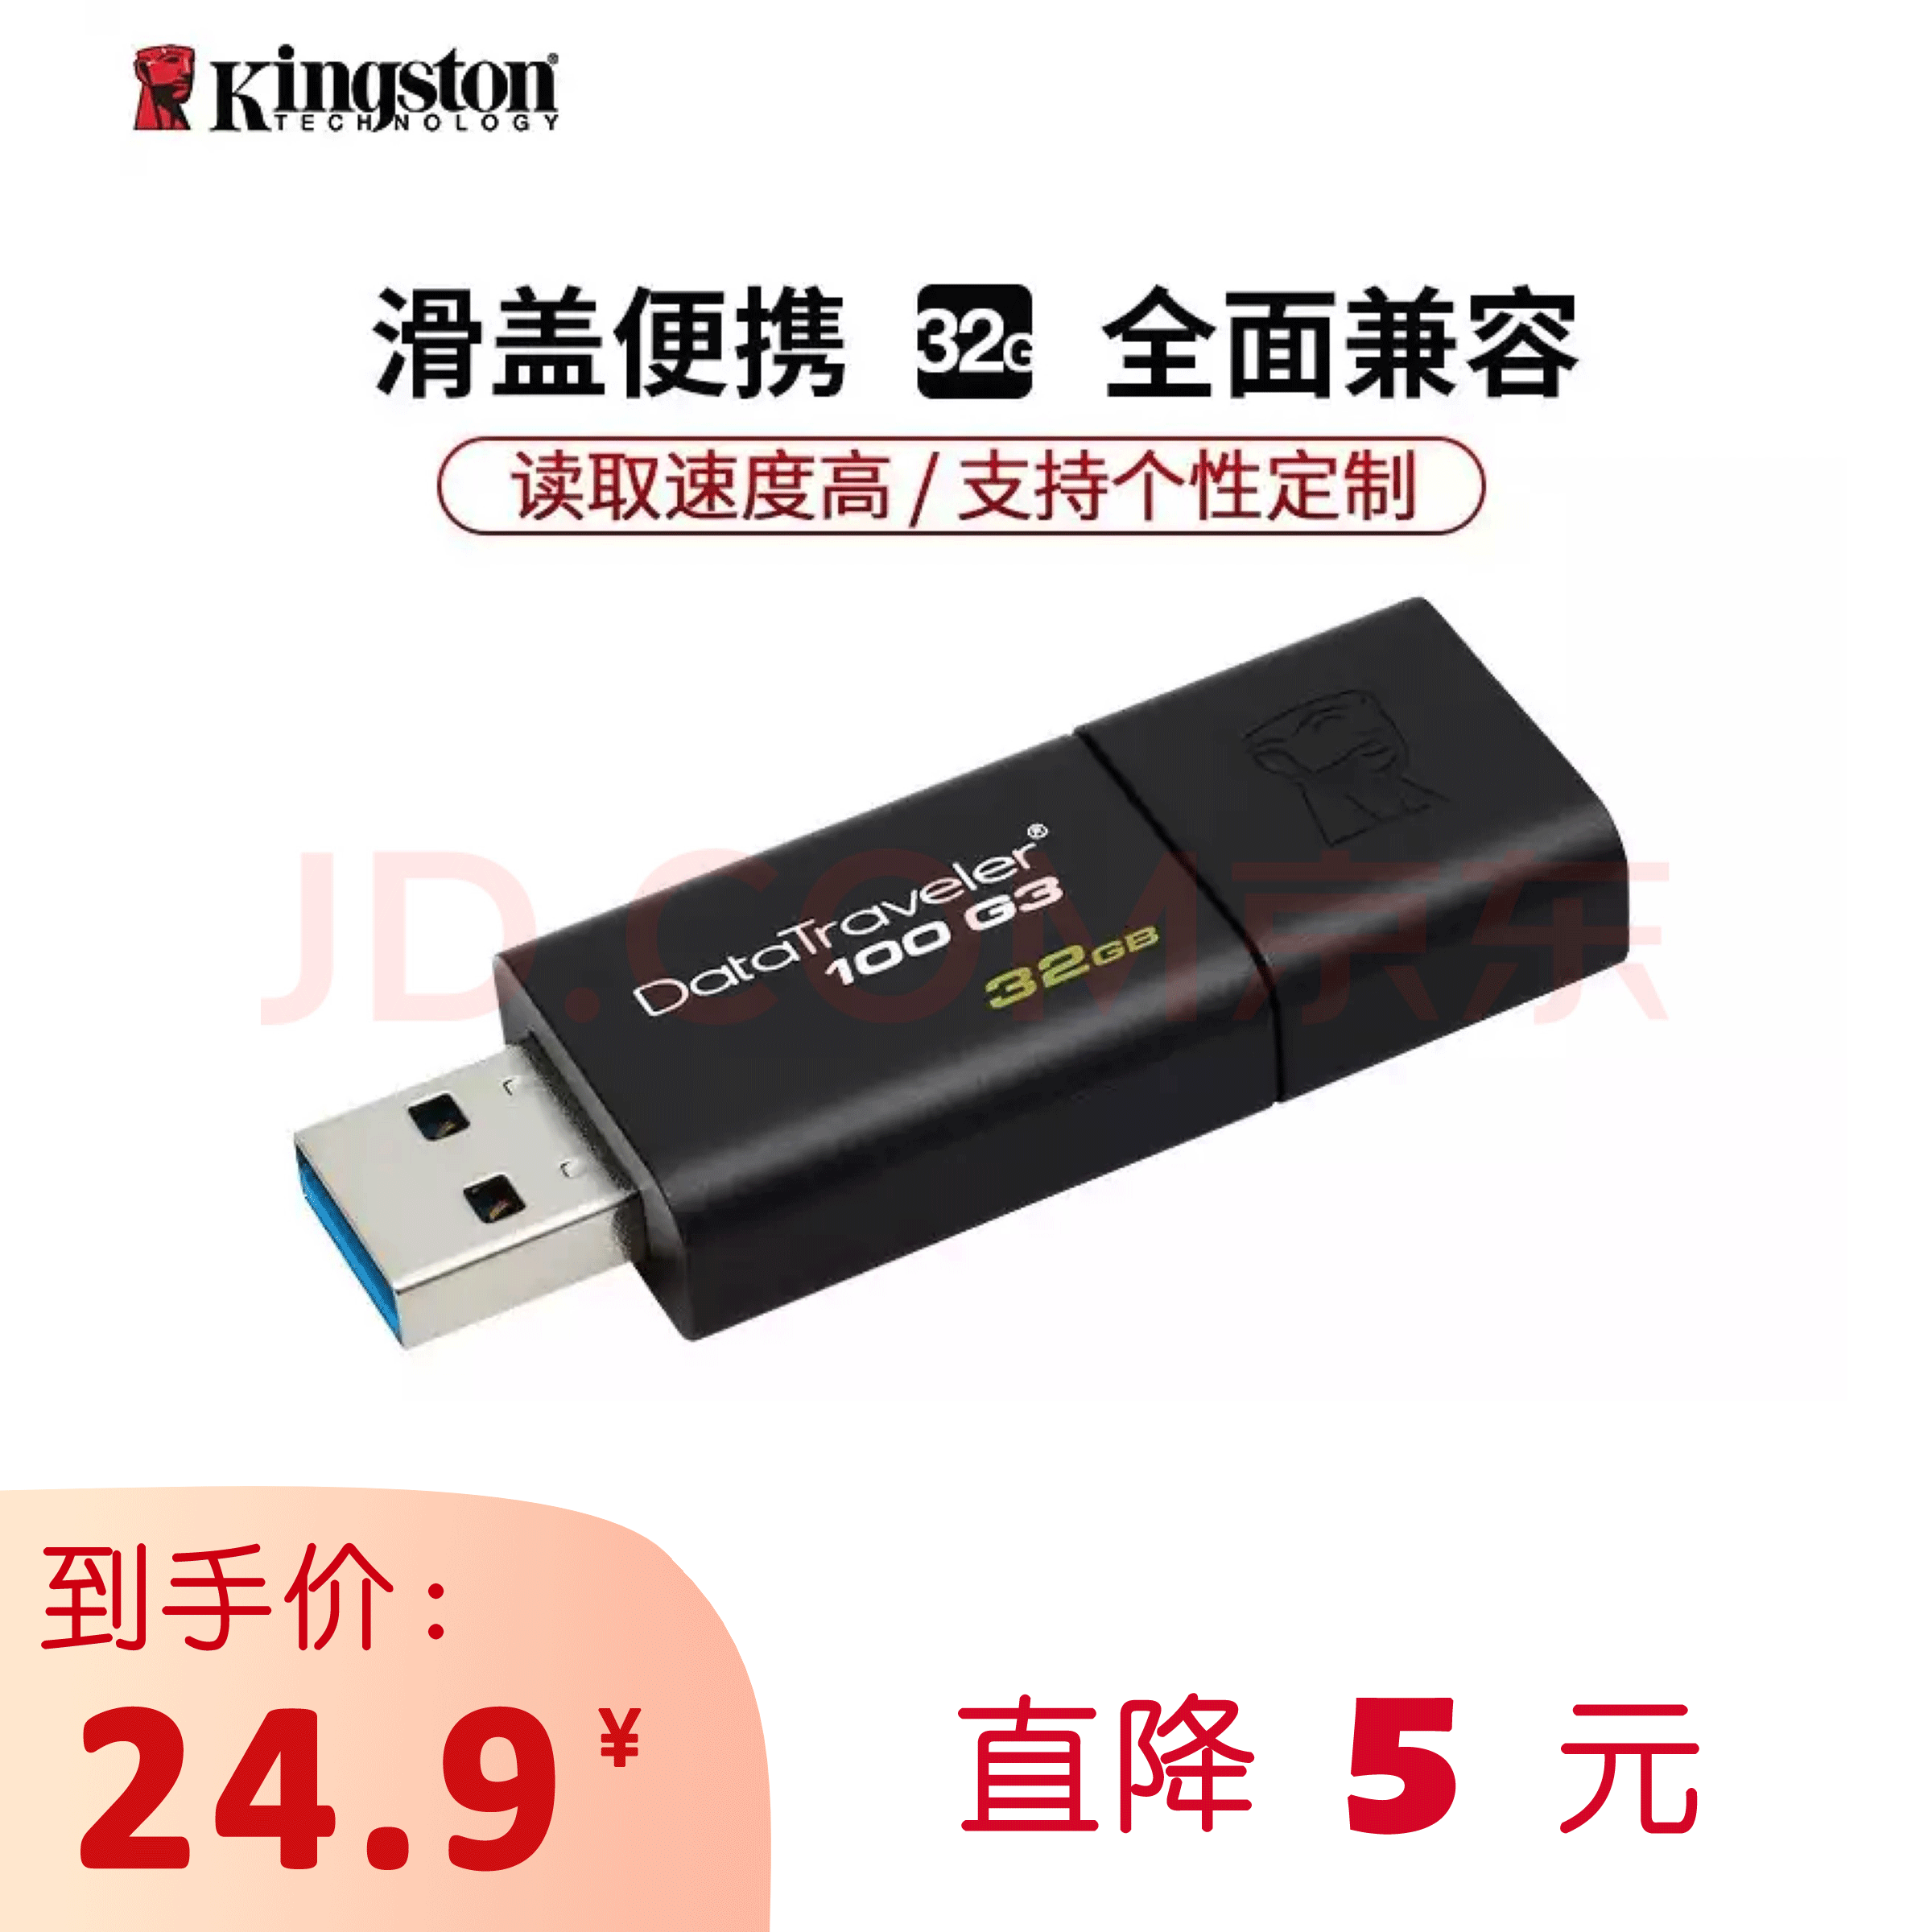 Kingston®
TECHNOLOGY
滑盖便携 32G 全面兼容
读取速度高/支持个性定制
DataTraveler®
100 G3
32GB
JD.COM京东
到手价：
24.9¥
直降 5 元